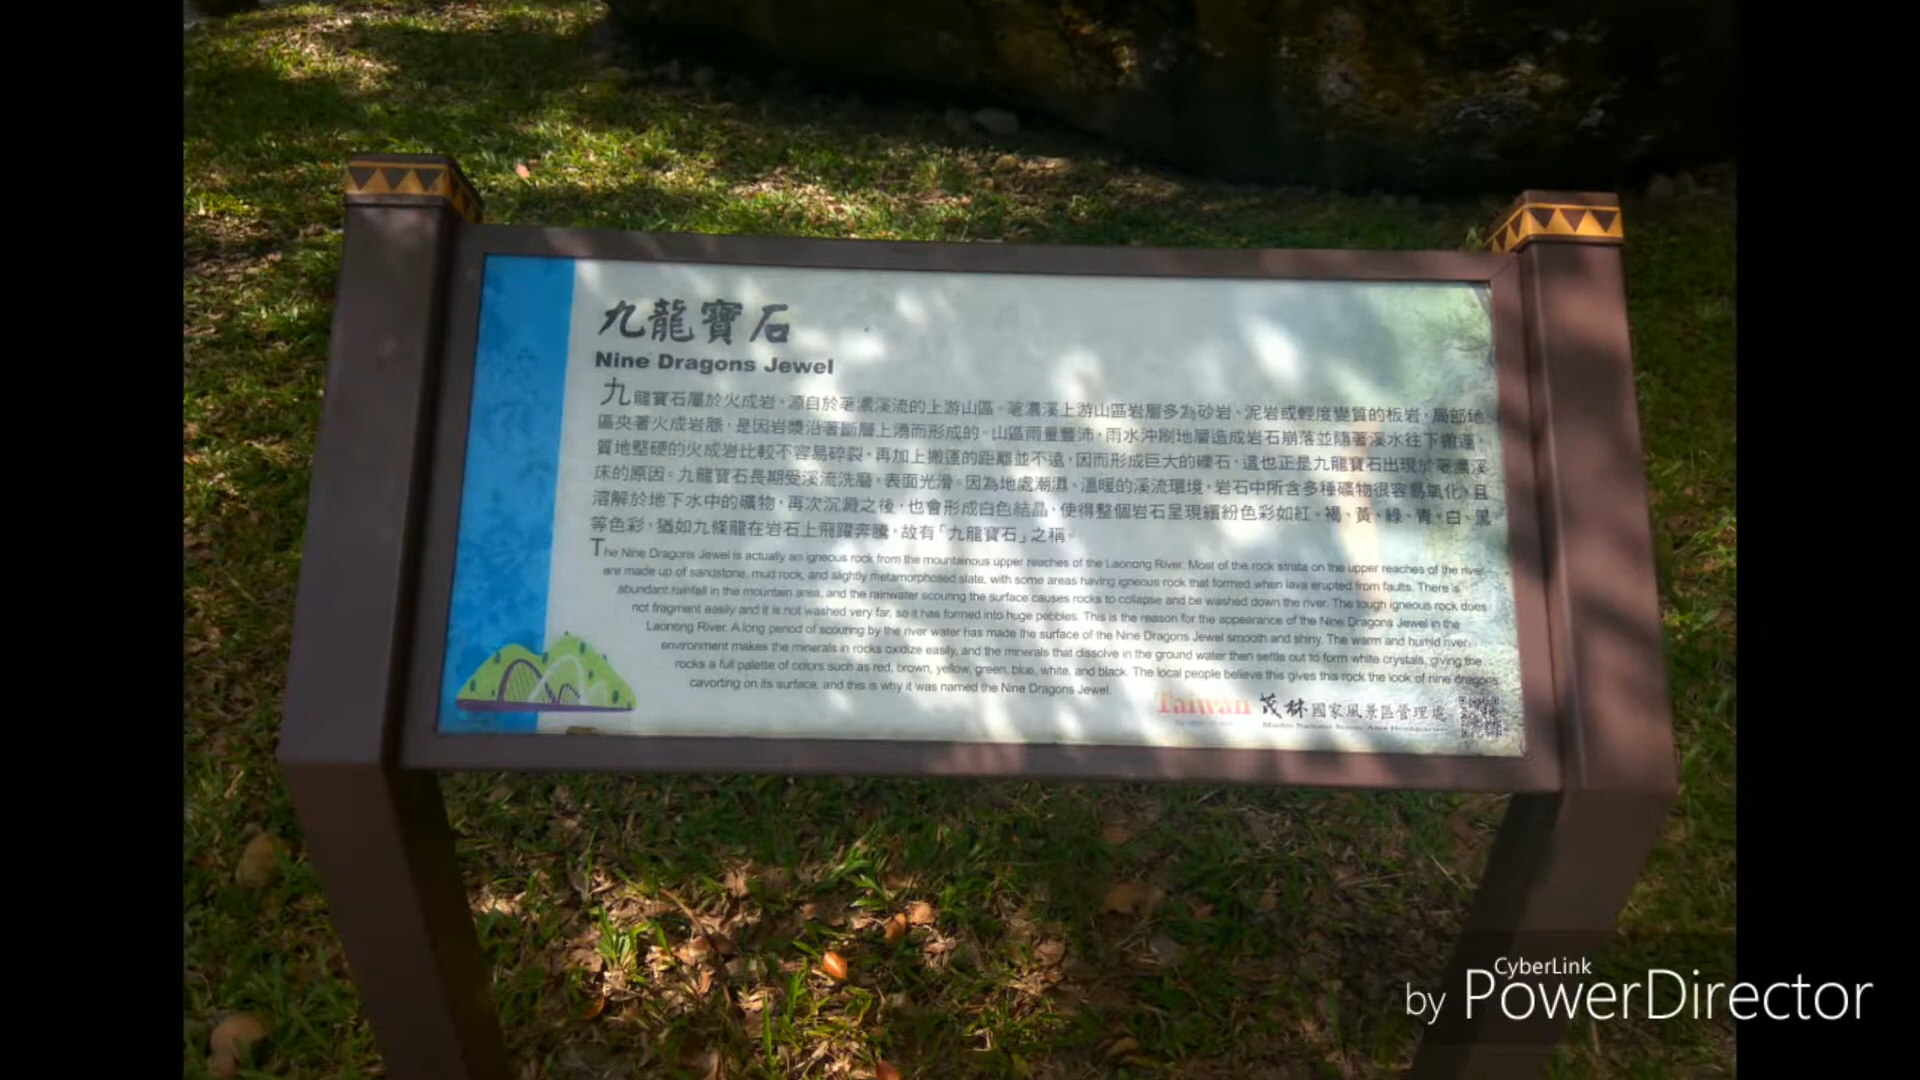 九龍寶石
Nine Dragons Jewel
九龍寶石屬於火成岩，源自於荖濃溪流的上游山區。荖濃溪上游山區岩層多為砂岩、泥岩或輕度變質的板岩，局部地
區夾著火成岩脈，是因岩漿沿著斷層上湧而形成的。山區雨量豐沛，雨水沖刷地層造成岩石崩落並隨著溪水往下搬運，
質地堅硬的火成岩比較不容易碎裂，再加上搬運的距離並不遠，因而形成巨大的礫石，這也正是九龍寶石出現於荖濃溪
床的原因。九龍寶石長期受溪流洗磨，表面光滑。因為地處潮濕、溫暖的溪流環境，岩石中所含多種礦物很容易氧化，且
溶解於地下水中的礦物，再次沉澱之後，也會形成白色結晶，使得整個岩石呈現繽紛色彩如紅、褐、黃、綠、青、白、黑
等色彩，猶如九條龍在岩石上飛躍奔騰，故有「九龍寶石」之稱。
The Nine Dragons Jewel is actually an igneous rock from the mountainous upper reaches of the Laonong River. Most of the rock strata on the upper reaches of the river
are made up of sandstone, mud rock, and slightly metamorphosed slate, with some areas having igneous rock that formed when lava erupted from faults. There is
abundant rainfall in the mountain area, and the rainwater scouring the surface causes rocks to collapse and be washed down the river. The tough igneous rock does
not fragment easily and it is not washed very far, so it has formed into huge pebbles. This is the reason for the appearance of the Nine Dragons Jewel in the
Laonong River. A long period of scouring by the river water has made the surface of the Nine Dragons Jewel smooth and shiny. The warm and humid river
environment makes the minerals in rocks oxidize easily, and the minerals that dissolve in the ground water then settle out to form white crystals, giving the
rocks a full palette of colors such as red, brown, yellow, green, blue, white, and black. The local people believe this gives this rock the look of nine dragons
cavorting on its surface, and this is why it was named the Nine Dragons Jewel.
Taiwan 茂林國家風景區管理處
Maolin National Scenic Area Headquarters
by CyberLink PowerDirector